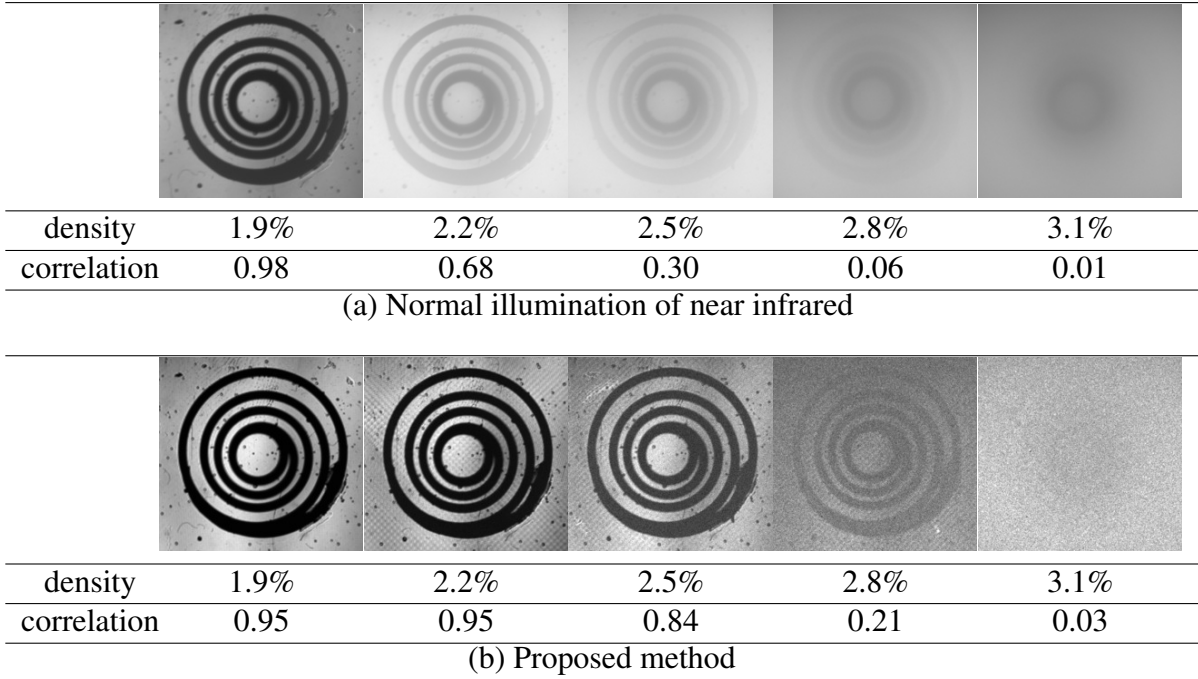 density 1.9% 2.2% 2.5% 2.8% 3.1%
correlation 0.98 0.68 0.30 0.06 0.01
(a) Normal illumination of near infrared
density 1.9% 2.2% 2.5% 2.8% 3.1%
correlation 0.95 0.95 0.84 0.21 0.03
(b) Proposed method